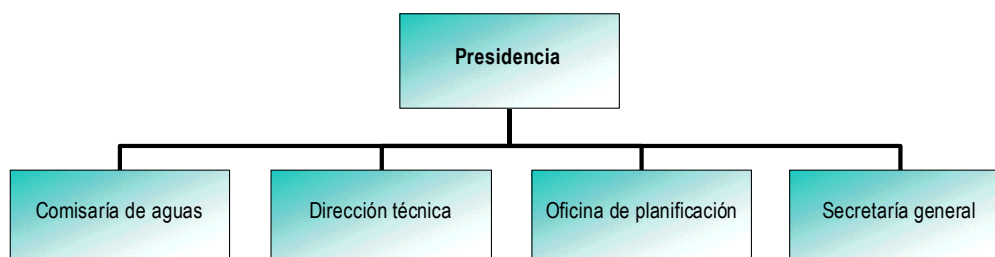 Presidencia
Comisaría de aguas
Dirección técnica
Oficina de planificación
Secretaría general